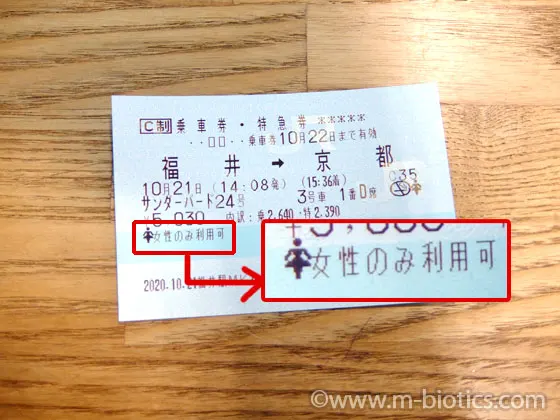 C制 乗車券・特急券 ＊＊＊＊＊
・・□□・・乗車券10月22日まで有効
福井 → 京都
10月21日 (14:08発) (15:36着) C35
サンダーバード24号 3号車 1番D席
¥5,030 内訳:乗2,640・特2,390
女性のみ利用可
女性のみ利用可
2020.10.21
©www.m-biotics.com